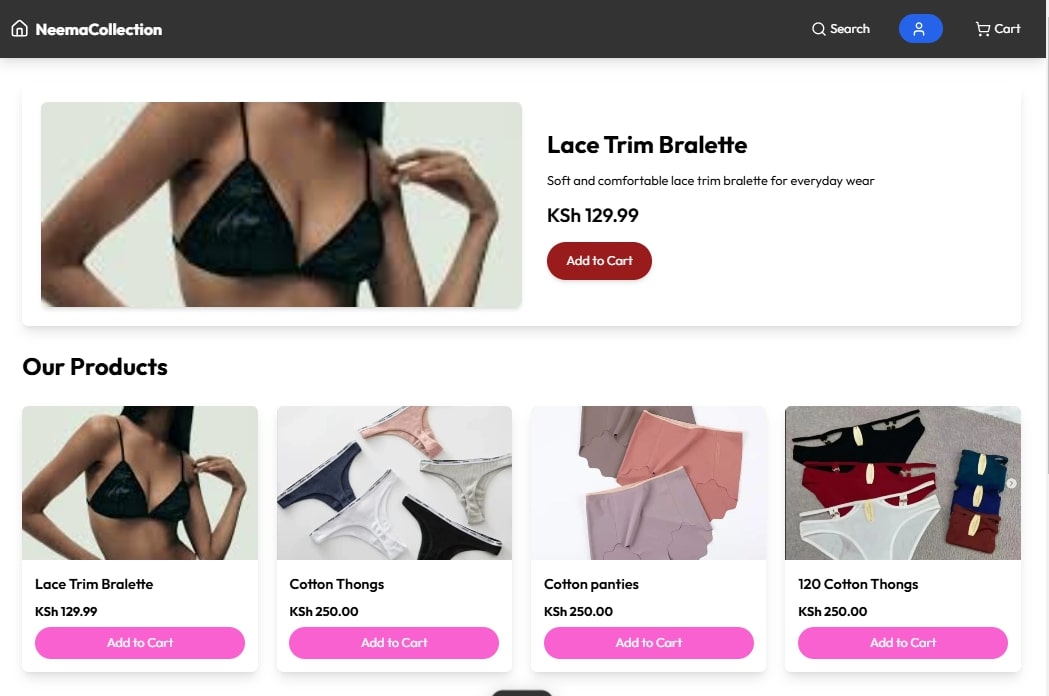 NeemaCollection
Search
Cart
Lace Trim Bralette
Soft and comfortable lace trim bralette for everyday wear
KSh 129.99
Add to Cart
Our Products
Lace Trim Bralette
KSh 129.99
Add to Cart
Cotton Thongs
KSh 250.00
Add to Cart
Cotton panties
KSh 250.00
Add to Cart
120 Cotton Thongs
KSh 250.00
Add to Cart